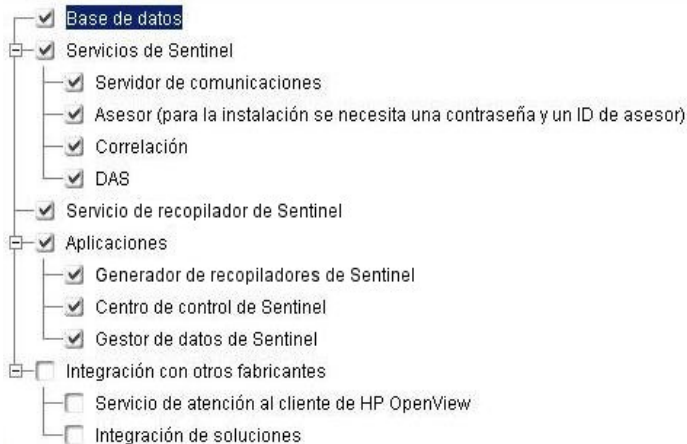 Base de datos
Servicios de Sentinel
Servidor de comunicaciones
Asesor (para la instalación se necesita una contraseña y un ID de asesor)
Correlación
DAS
Servicio de recopilador de Sentinel
Aplicaciones
Generador de recopiladores de Sentinel
Centro de control de Sentinel
Gestor de datos de Sentinel
Integración con otros fabricantes
Servicio de atención al cliente de HP OpenView
Integración de soluciones